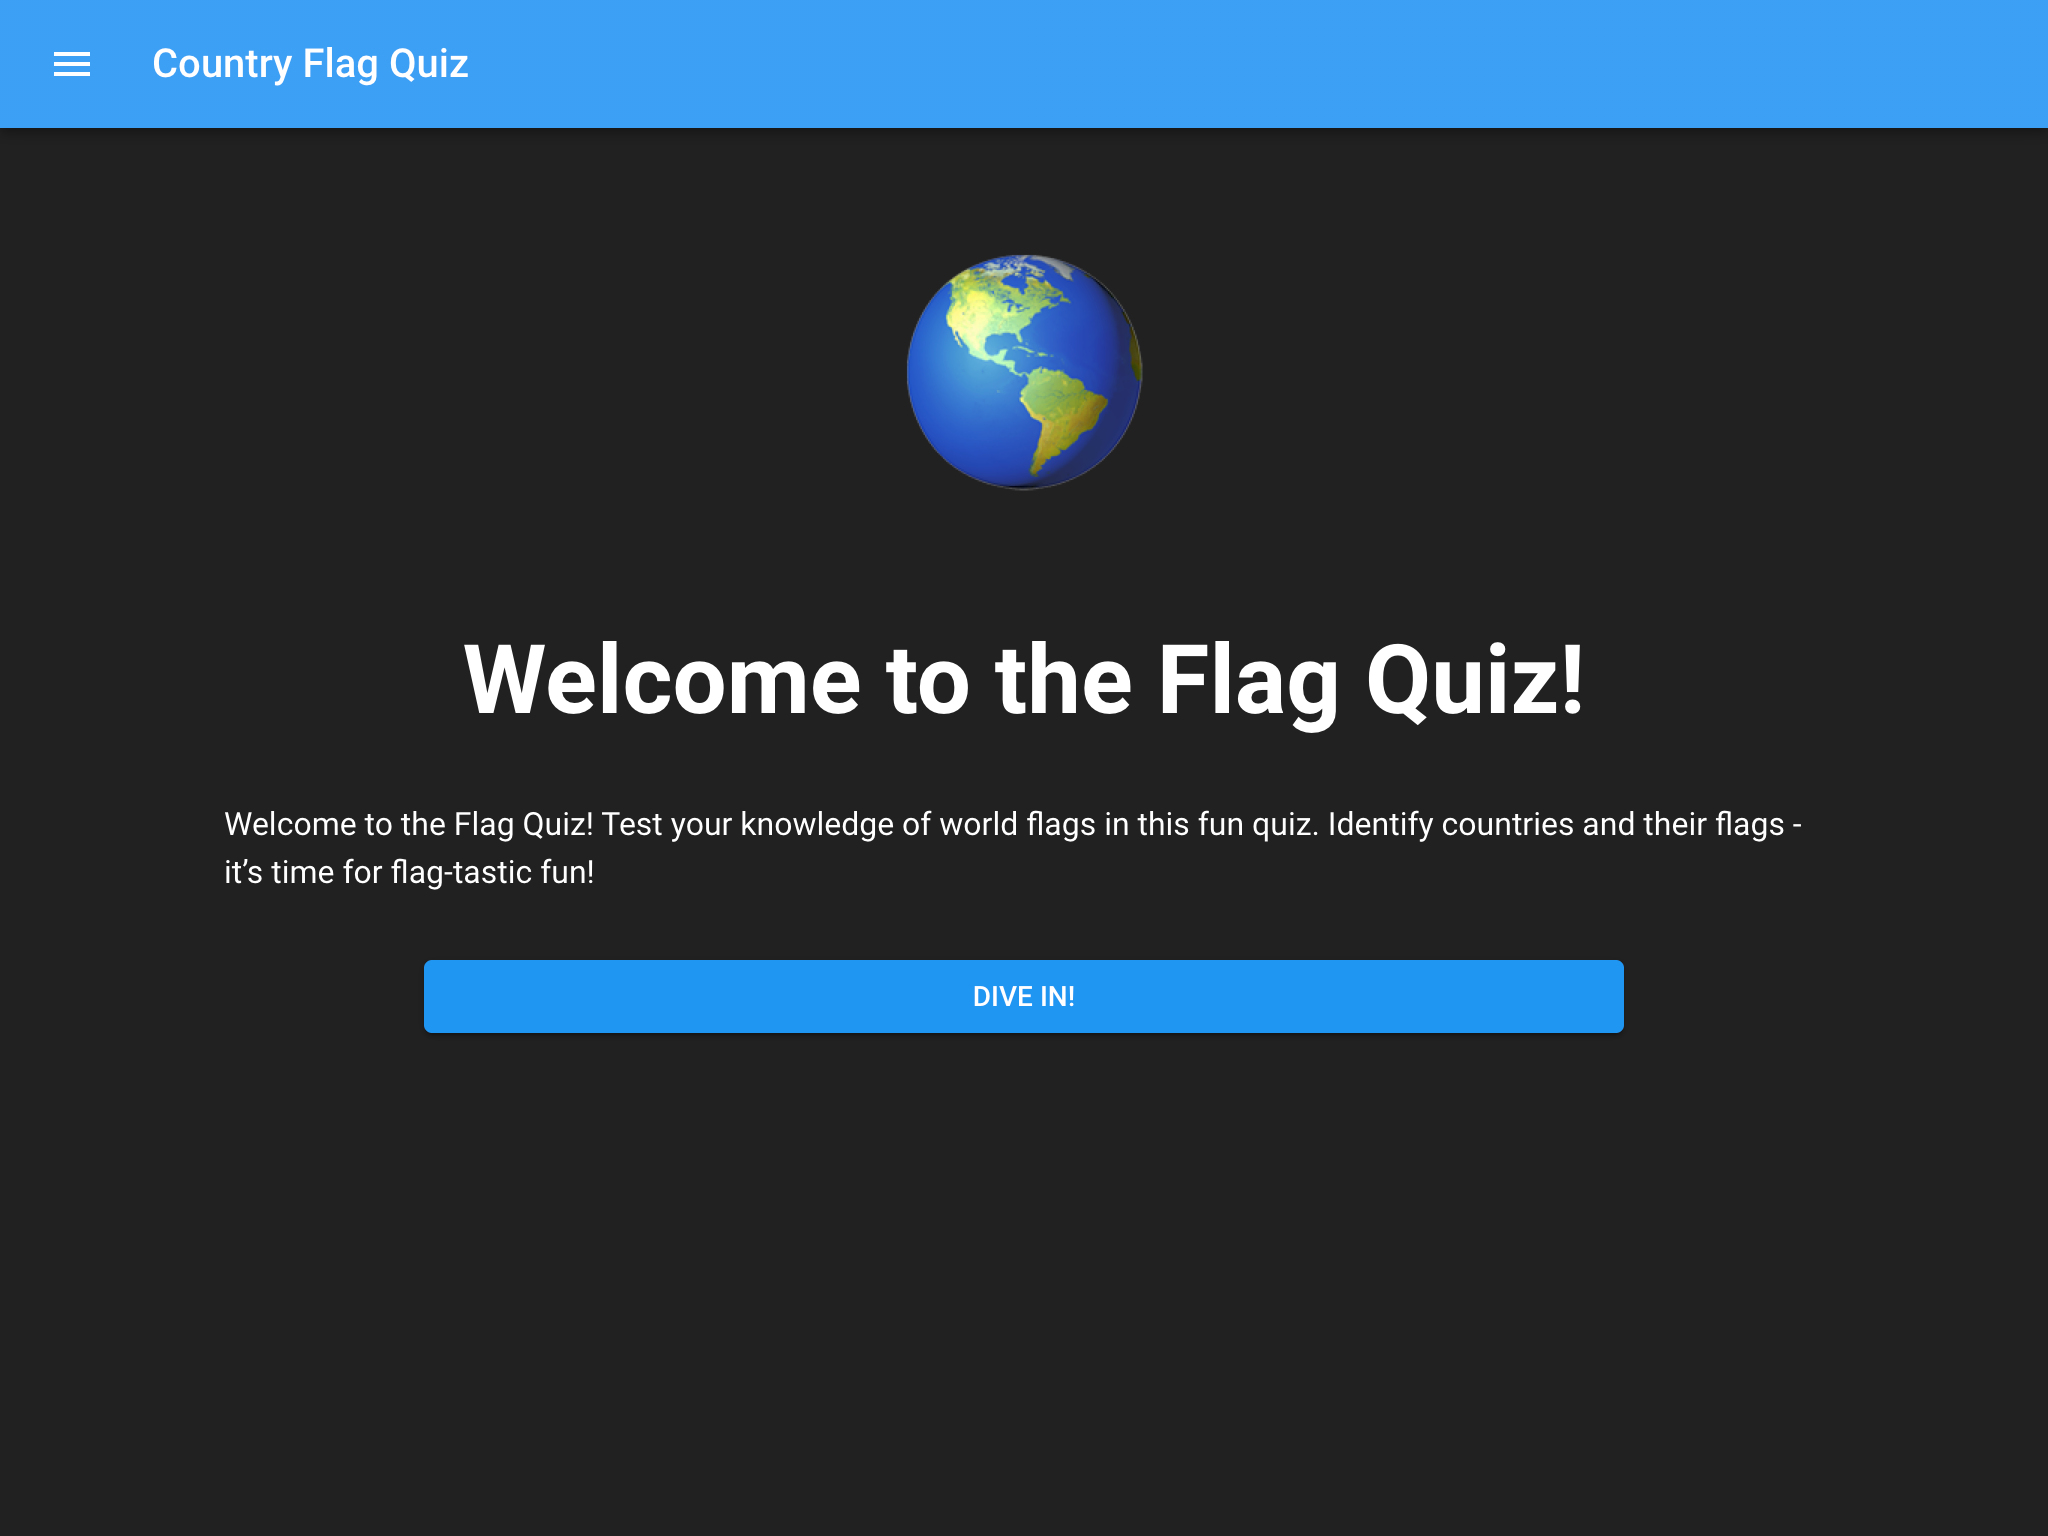 Country Flag Quiz
Welcome to the Flag Quiz!
Welcome to the Flag Quiz! Test your knowledge of world flags in this fun quiz. Identify countries and their flags -
it’s time for flag-tastic fun!
DIVE IN!